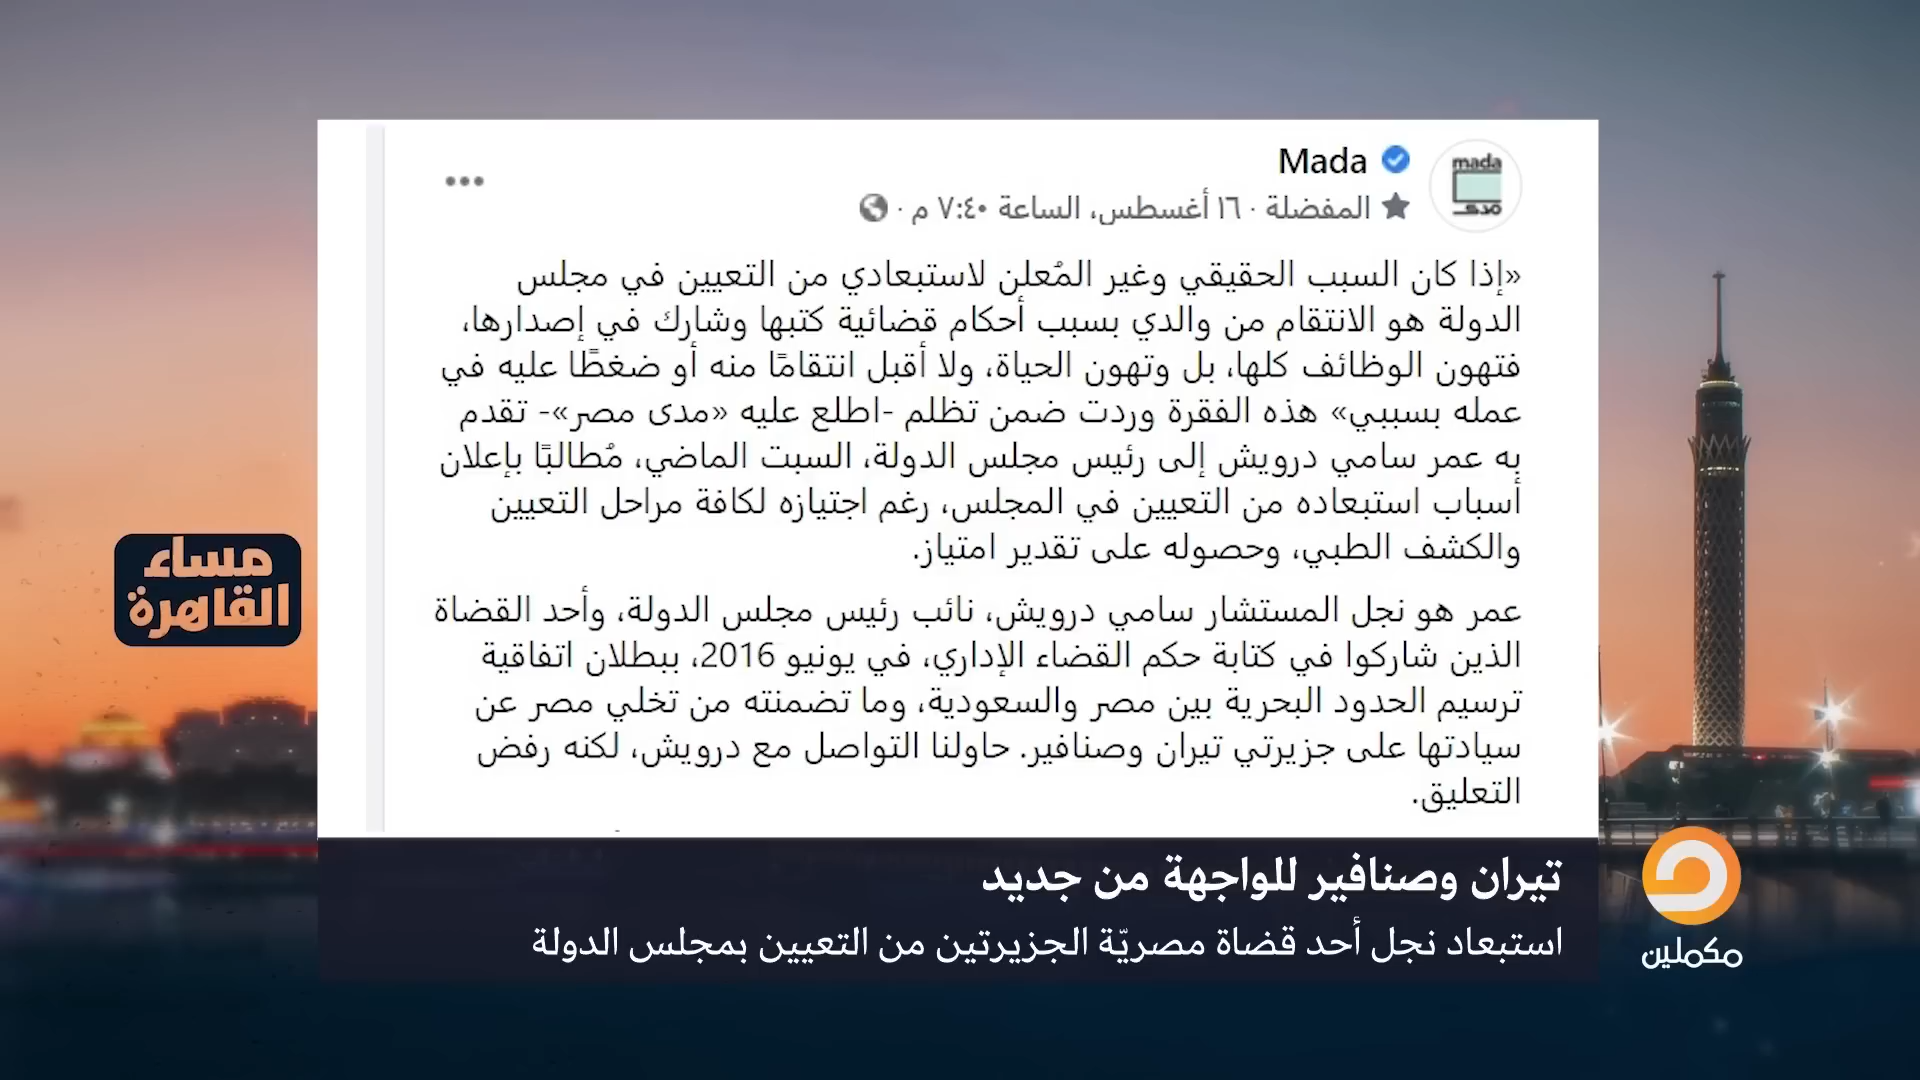 Mada
mada
مدى
المفضلة · ١٦ أغسطس، الساعة ٧:٤٠ م ·
«إذا كان السبب الحقيقي وغير المُعلن لاستبعادي من التعيين في مجلس
الدولة هو الانتقام من والدي بسبب أحكام قضائية كتبها وشارك في إصدارها،
فتهون الوظائف كلها، بل وتهون الحياة، ولا أقبل انتقامًا منه أو ضغطًا عليه في
عمله بسببي» هذه الفقرة وردت ضمن تظلم -اطلع عليه «مدى مصر»- تقدم
به عمر سامي درويش إلى رئيس مجلس الدولة، السبت الماضي، مُطالبًا بإعلان
أسباب استبعاده من التعيين في المجلس، رغم اجتيازه لكافة مراحل التعيين
والكشف الطبي، وحصوله على تقدير امتياز.
عمر هو نجل المستشار سامي درويش، نائب رئيس مجلس الدولة، وأحد القضاة
الذين شاركوا في كتابة حكم القضاء الإداري، في يونيو 2016، ببطلان اتفاقية
ترسيم الحدود البحرية بين مصر والسعودية، وما تضمنته من تخلي مصر عن
سيادتها على جزيرتي تيران وصنافير. حاولنا التواصل مع درويش، لكنه رفض
التعليق.
مساء
القاهرة
تيران وصنافير للواجهة من جديد
استبعاد نجل أحد قضاة مصريّة الجزيرتين من التعيين بمجلس الدولة
مكملين